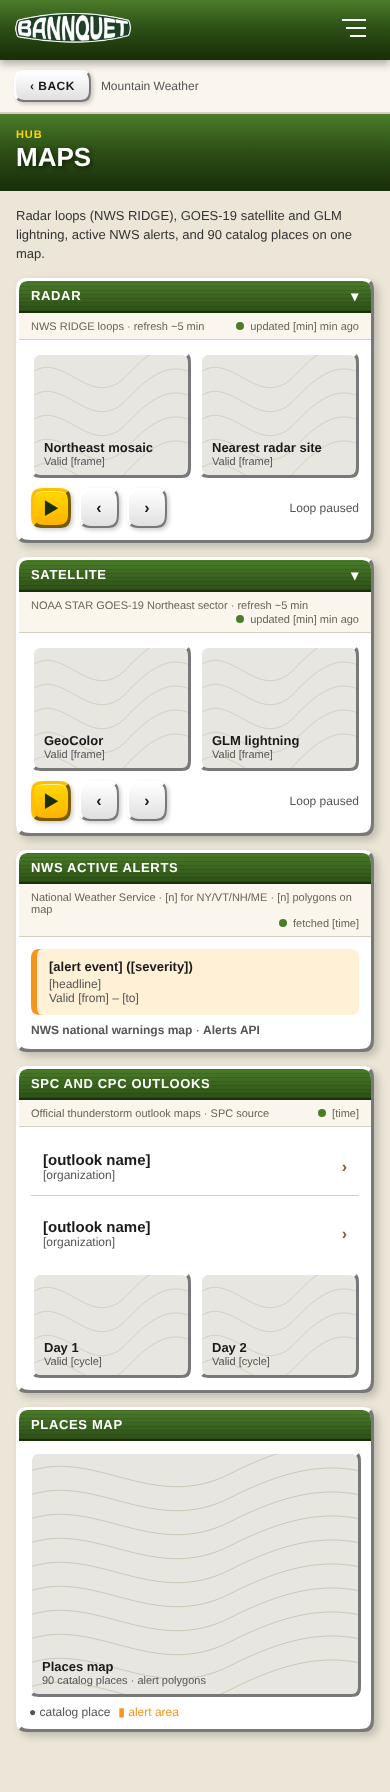 BANNQUET
‹ BACK Mountain Weather
HUB
MAPS
Radar loops (NWS RIDGE), GOES-19 satellite and GLM
lightning, active NWS alerts, and 90 catalog places on one
map.
RADAR ▼
NWS RIDGE loops · refresh ~5 min ● updated [min] min ago
Northeast mosaic Nearest radar site
Valid [frame] Valid [frame]
‹ › Loop paused
SATELLITE ▼
NOAA STAR GOES-19 Northeast sector · refresh ~5 min
● updated [min] min ago
GeoColor GLM lightning
Valid [frame] Valid [frame]
‹ › Loop paused
NWS ACTIVE ALERTS
National Weather Service · [n] for NY/VT/NH/ME · [n] polygons on
map
● fetched [time]
[alert event] ([severity])
[headline]
Valid [from] – [to]
NWS national warnings map · Alerts API
SPC AND CPC OUTLOOKS
Official thunderstorm outlook maps · SPC source ● [time]
[outlook name] ›
[organization]
[outlook name] ›
[organization]
Day 1 Day 2
Valid [cycle] Valid [cycle]
PLACES MAP
Places map
90 catalog places · alert polygons
● catalog place ▮ alert area